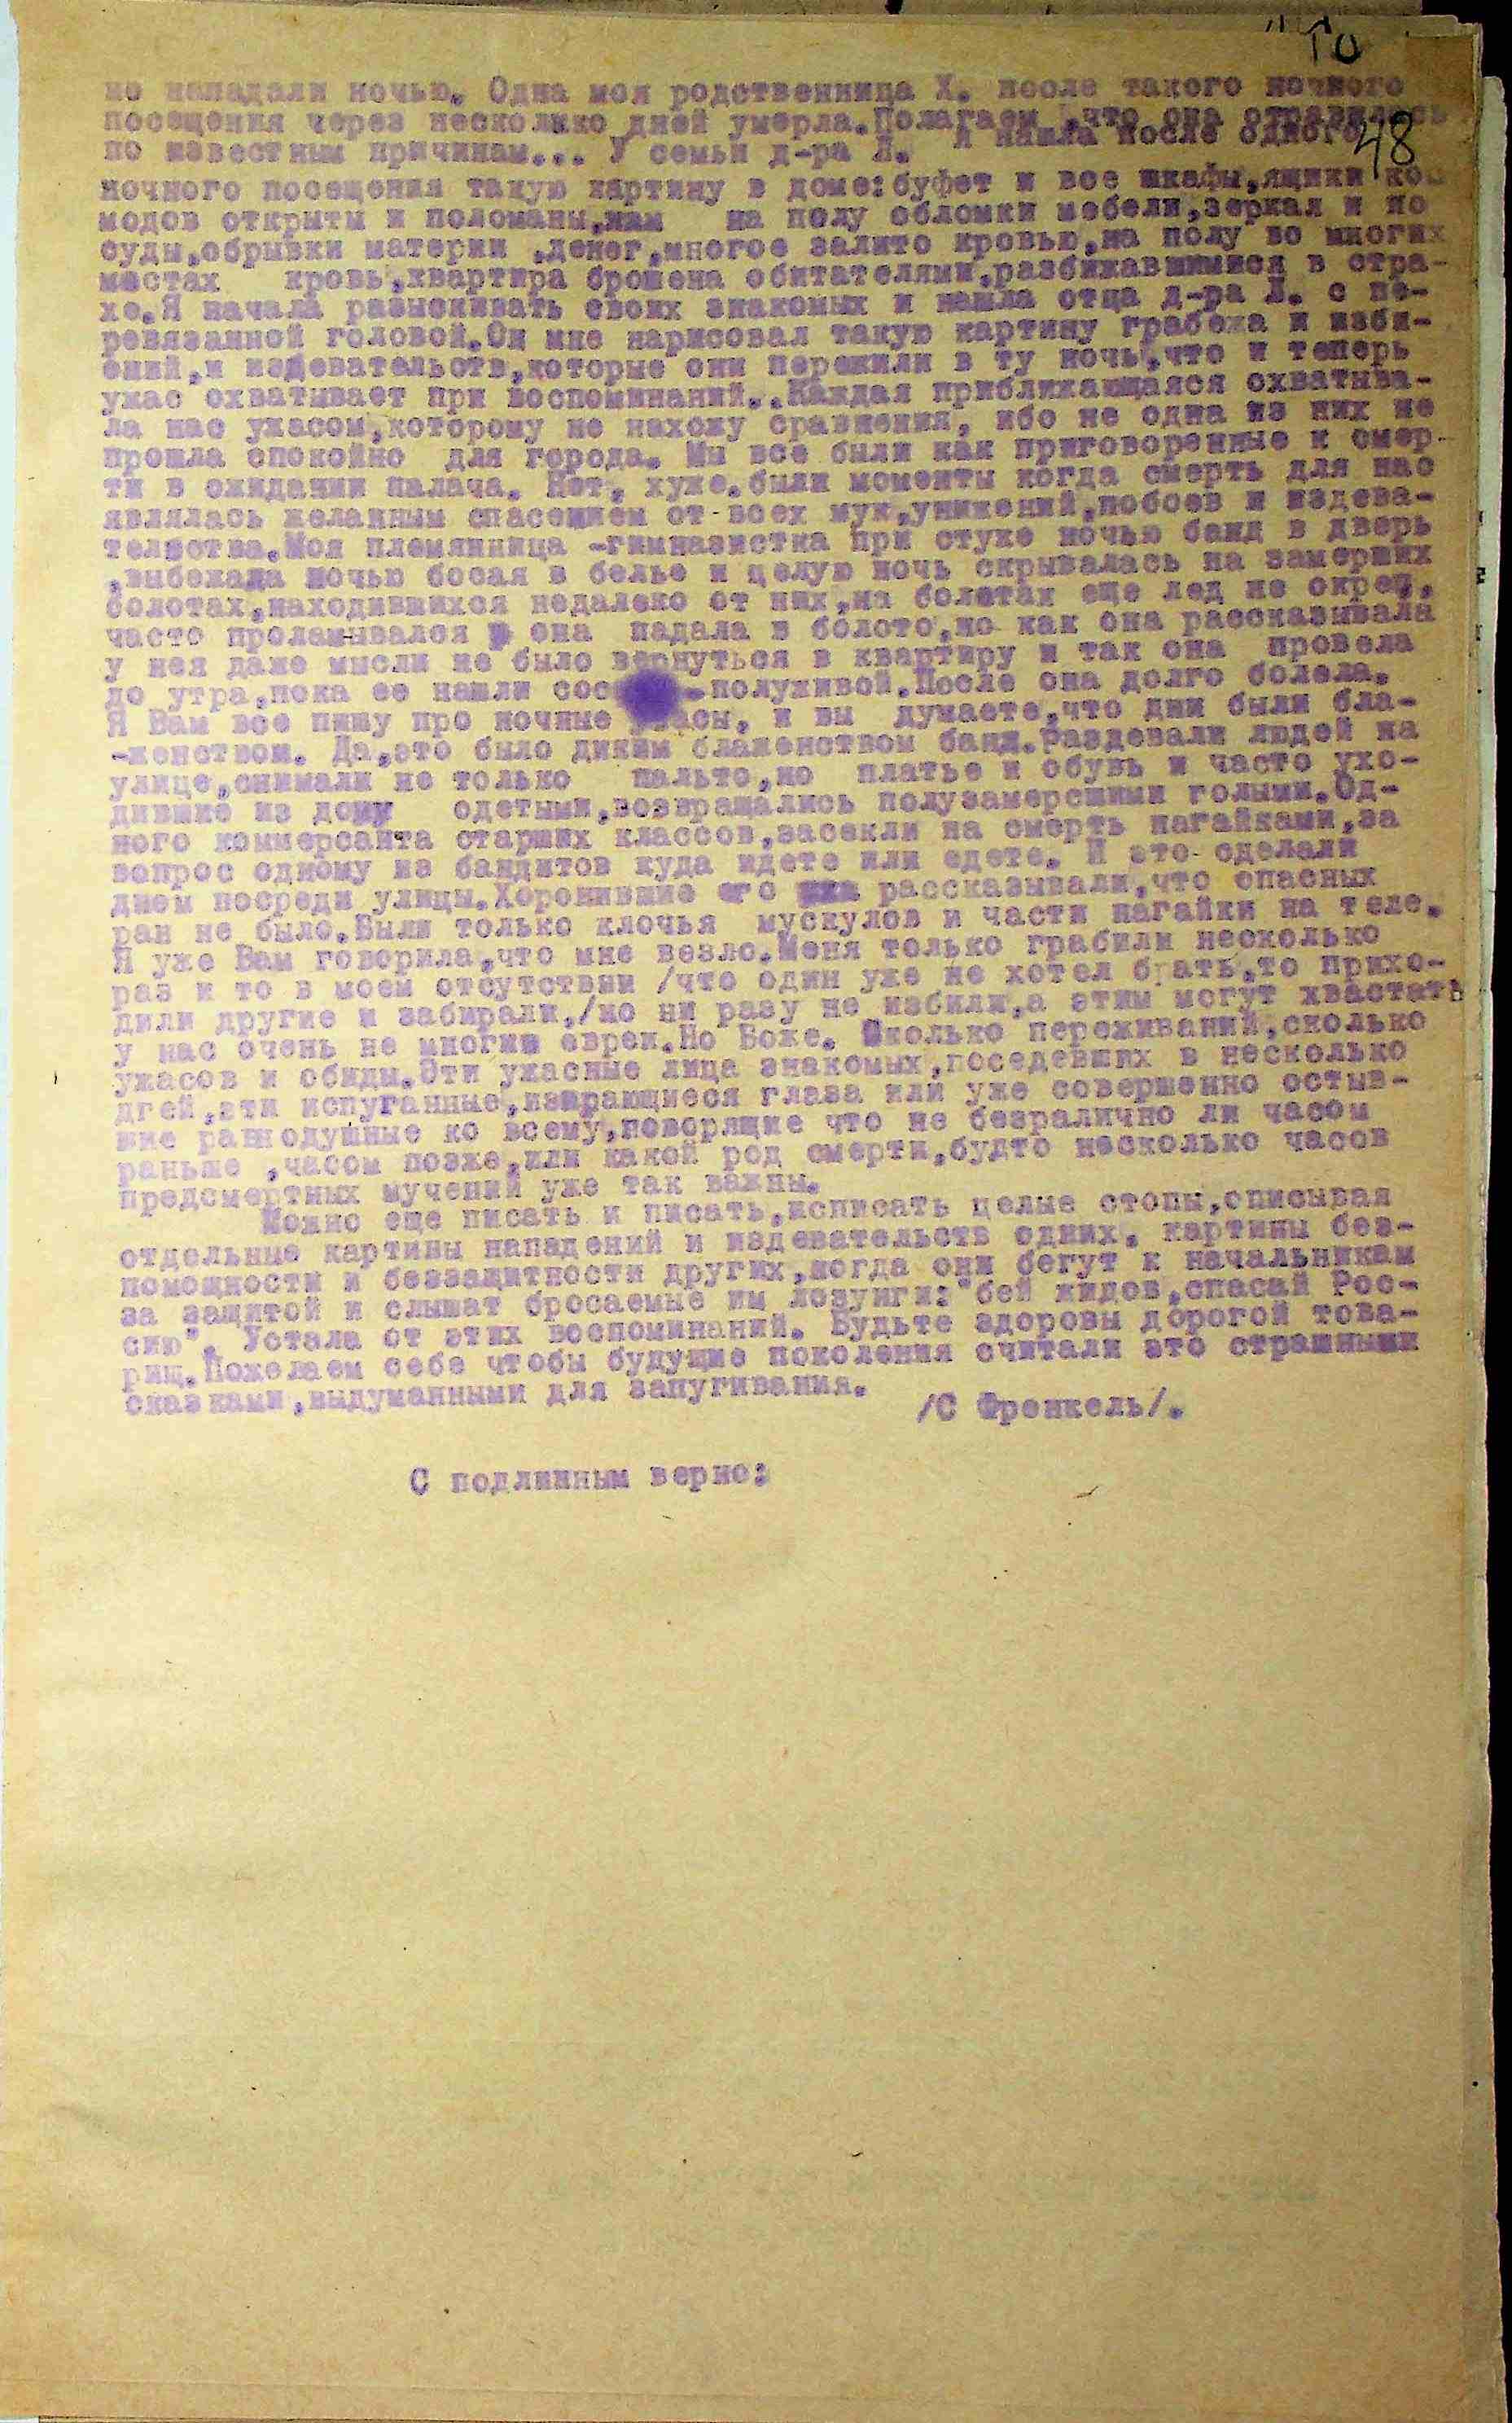 10
48
не нападали ночью. Одна моя родственница Х. после такого ночного
посещения через несколько дней умерла.Полагаем ,что она отравилась
по известным причинам... У семьи д-ра Л. Я нашла после одного
ночного посещения такую картину в доме:буфет и все шкафы,ящики ко
модов открыты и поломаны, на полу обломки мебели,зеркал и по
суды,обрывки материи ,денег,многое залито кровью,на полу во многих
местах кровь,квартира брошена обитателями,разбежавшимися в стра-
хе.Я начала разыскивать своих знакомых и нашла отца д-ра Л. с пе-
ревязанной головой.Он мне нарисовал такую картину грабежа и изби-
ений,и издевательств,которые они пережили в ту ночь,что и теперь
ужас охватывает при воспоминаний..Каждая приближающаяся охватыва-
ла нас ужасом,которому не нахожу сравнения, ибо не одна из них не
прошла спокойно для города. Мы все были как приговоренные к смер-
ти в ожидании палача. Нет, хуже.были моменты когда смерть для нас
являлась желанным спасением от-всех мук,унижений,побоев и издева-
тельства.Моя племянница -гимназистка при стуке ночью банд в дверь
,выбежала ночью босая в белье и целую ночь скрывалась на замерших
болотах,находившихся недалеко от них,на болотах еще лед не окреп,
часто проламывался и она падала в болото,но как она рассказывала
у нея даже мысли не было вернуться в квартиру и так она провела
до утра,пока ее нашли сос полуживой.После она долго болела.
Я Вам все пишу про ночные ужасы, и вы думаете,что дни были бла-
-женством. Да,это было диким блаженством банд.раздевали людей на
улице,снимали не только пальто,но платье и обувь и часто ухо-
дившие из дому одетыми,возвращались полузамерсшими голыми.Од-
ного коммерсанта старших классов,засекли на смерть нагайками,за
вопрос одному из бандитов куда идете или едете. И это-сделали
днем посреди улицы.Хоронившие его рассказывали,что опасных
ран не было.Были только клочья мускулов и части нагайки на теле.
Я уже Вам говорила,что мне везло.Меня только грабили несколько
раз и то в моем отсутствии /что один уже не хотел брать,то прихо-
дили другие и забирали,/но ни разу не избили,а этим могут хвастать
у нас очень не многие евреи.Но Боже. Сколько переживаний,сколько
ужасов и обиды.Эти ужасные лица знакомых,поседевших в несколько
дней,эти испуганные,озирающиеся глаза или уже совершенно остыв-
шие равнодушные ко всему,говорящие что не безралично ли часом
раньше ,часом позже,или какой род смерти,будто несколько часов
предсмертных мучений уже так важны.
Можно еще писать и писать,исписать целые стопы,описывая
отдельные картины нападений и издевательств одних, картины без-
помощности и беззащитности других,когда они бегут к начальникам
за защитой и слышат бросаемые им лозунги:"бей жидов,спасай Рос-
сию". Устала от этих воспоминаний. Будьте здоровы дорогой това-
рищ.Пожелаем себе чтобы будущие поколения считали это страшными
сказками,выдуманными для запугивания.
/С Френкель/.
С подлинным верно: